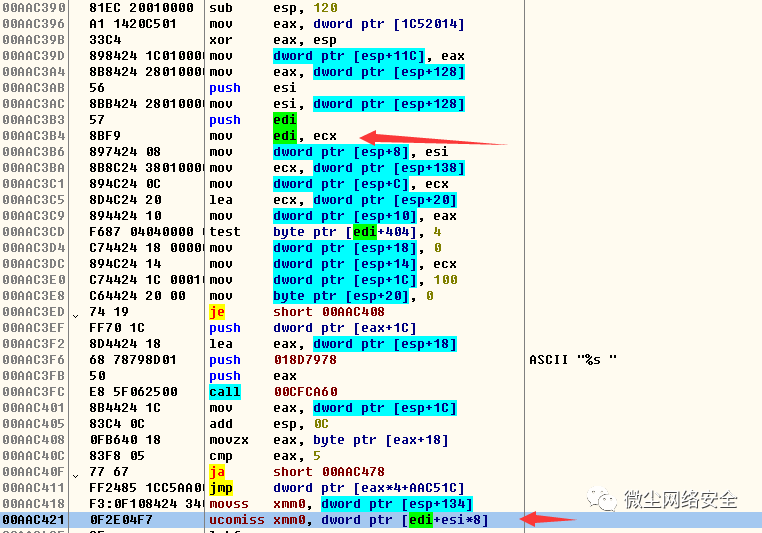 00AAC390 81EC 20010000 sub esp, 120
00AAC396 A1 1420C501 mov eax, dword ptr [1C52014]
00AAC39B 33C4 xor eax, esp
00AAC39D 898424 1C01000 mov dword ptr [esp+11C], eax
00AAC3A4 8B8424 2801000 mov eax, dword ptr [esp+128]
00AAC3AB 56 push esi
00AAC3AC 8BB424 2801000 mov esi, dword ptr [esp+128]
00AAC3B3 57 push edi
00AAC3B4 8BF9 mov edi, ecx
00AAC3B6 897424 08 mov dword ptr [esp+8], esi
00AAC3BA 8B8C24 3801000 mov ecx, dword ptr [esp+138]
00AAC3C1 894C24 0C mov dword ptr [esp+C], ecx
00AAC3C5 8D4C24 20 lea ecx, dword ptr [esp+20]
00AAC3C9 894424 10 mov dword ptr [esp+10], eax
00AAC3CD F687 04040000 test byte ptr [edi+404], 4
00AAC3D4 C74424 18 0000 mov dword ptr [esp+18], 0
00AAC3DC 894C24 14 mov dword ptr [esp+14], ecx
00AAC3E0 C74424 1C 0001 mov dword ptr [esp+1C], 100
00AAC3E8 C64424 20 00 mov byte ptr [esp+20], 0
00AAC3ED 74 19 je short 00AAC408
00AAC3EF FF70 1C push dword ptr [eax+1C]
00AAC3F2 8D4424 18 lea eax, dword ptr [esp+18]
00AAC3F6 68 78798D01 push 018D7978 ASCII "%s "
00AAC3FB 50 push eax
00AAC3FC E8 5F062500 call 00CFCA60
00AAC401 8B4424 1C mov eax, dword ptr [esp+1C]
00AAC405 83C4 0C add esp, 0C
00AAC408 0FB640 18 movzx eax, byte ptr [eax+18]
00AAC40C 83F8 05 cmp eax, 5
00AAC40F 77 67 ja short 00AAC478
00AAC411 FF2485 1CC5AA0 jmp dword ptr [eax*4+AAC51C]
00AAC418 F3:0F108424 34 movss xmm0, dword ptr [esp+134]
00AAC421 0F2E04F7 ucomiss xmm0, dword ptr [edi+esi*8]
微尘网络安全